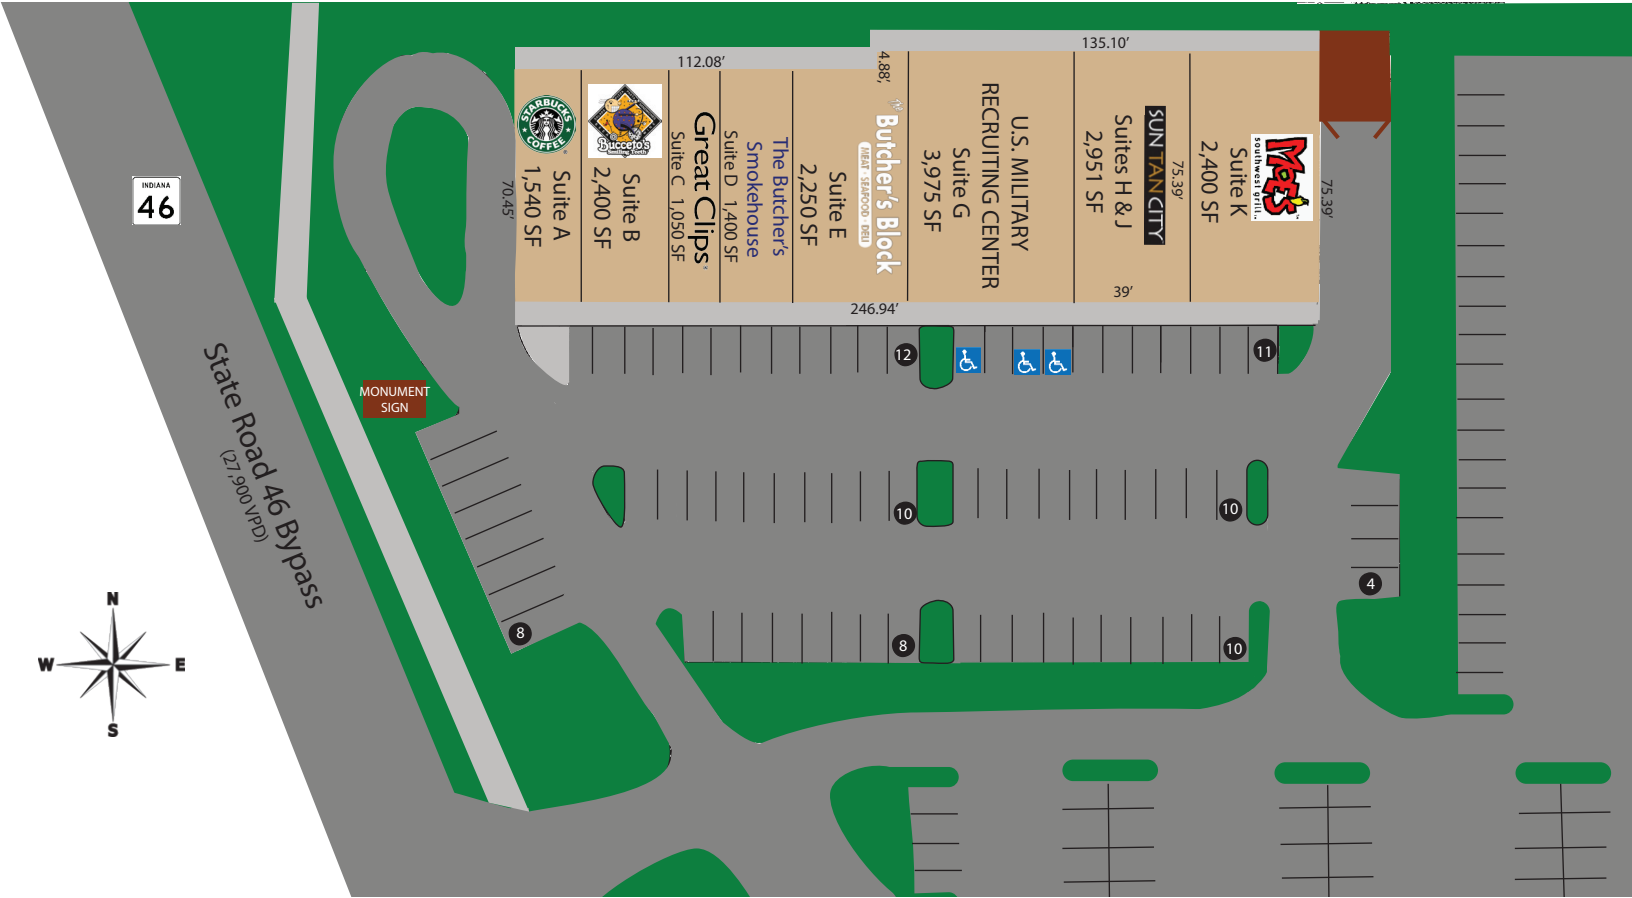 135.10'
112.08'
4.88'
STARBUCKS
COFFEE
Suite A
1,540 SF
70.45'
Bucceto's
Smiling Teeth
Suite B
2,400 SF
Great Clips
Suite C 1,050 SF
The Butcher's
Smokehouse
Suite D 1,400 SF
Suite E
2,250 SF
The
Butcher's Block
MEAT · SEAFOOD · DELI
U.S. MILITARY
RECRUITING CENTER
Suite G
3,975 SF
SUN TAN CITY
Suites H & J
2,951 SF
75.39'
39'
MOE'S
southwest grill
Suite K
2,400 SF
75.39'
246.94'
INDIANA
46
12
11
MONUMENT
SIGN
State Road 46 Bypass
(27,900 VPD)
10
10
4
8
8
10
N
W E
S